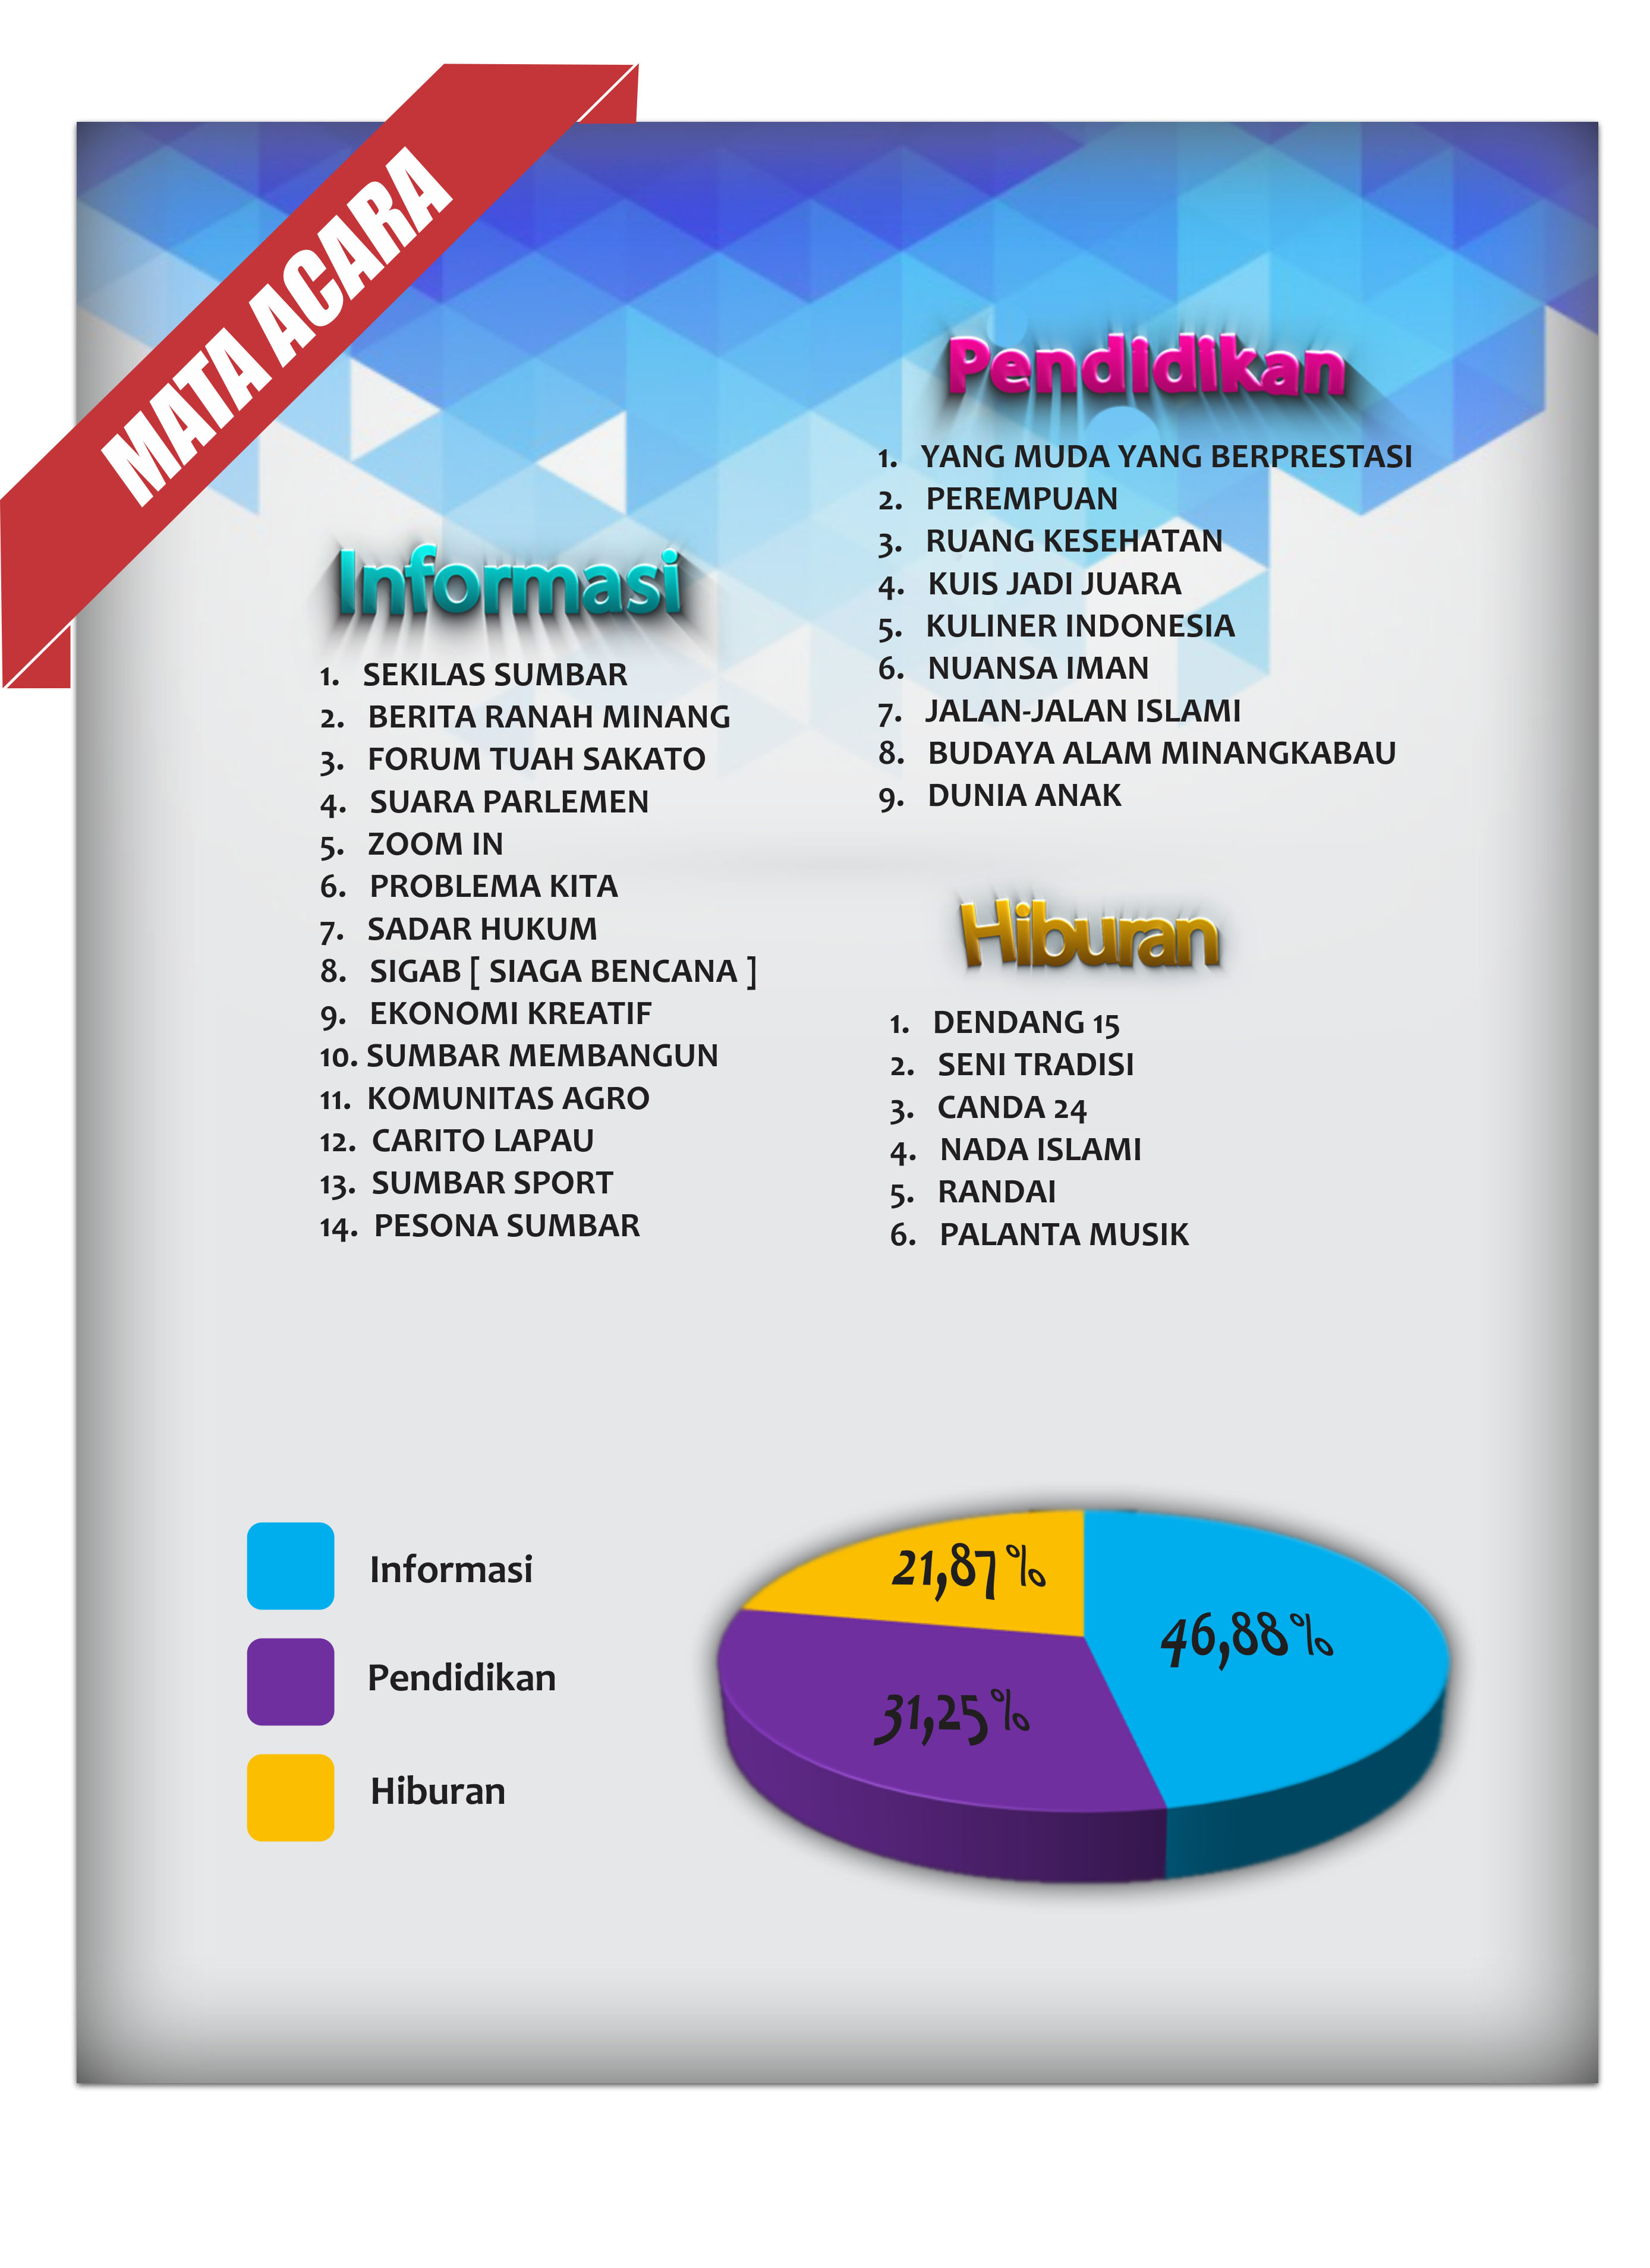 MATA ACARA
Informasi
1. SEKILAS SUMBAR
2. BERITA RANAH MINANG
3. FORUM TUAH SAKATO
4. SUARA PARLEMEN
5. ZOOM IN
6. PROBLEMA KITA
7. SADAR HUKUM
8. SIGAB [ SIAGA BENCANA ]
9. EKONOMI KREATIF
10. SUMBAR MEMBANGUN
11. KOMUNITAS AGRO
12. CARITO LAPAU
13. SUMBAR SPORT
14. PESONA SUMBAR
Pendidikan
1. YANG MUDA YANG BERPRESTASI
2. PEREMPUAN
3. RUANG KESEHATAN
4. KUIS JADI JUARA
5. KULINER INDONESIA
6. NUANSA IMAN
7. JALAN-JALAN ISLAMI
8. BUDAYA ALAM MINANGKABAU
9. DUNIA ANAK
Hiburan
1. DENDANG 15
2. SENI TRADISI
3. CANDA 24
4. NADA ISLAMI
5. RANDAI
6. PALANTA MUSIK
Informasi
Pendidikan
Hiburan
21,87%
46,88%
31,25%